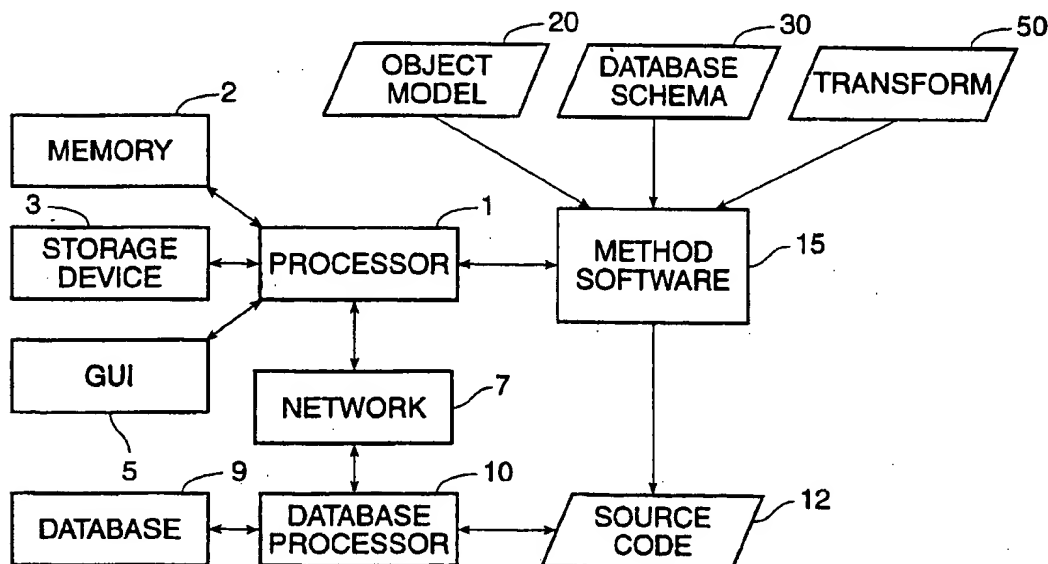 20
30
50
OBJECT
MODEL
DATABASE
SCHEMA
TRANSFORM
2
MEMORY
3
STORAGE
DEVICE
1
PROCESSOR
METHOD
SOFTWARE
15
GUI
5
NETWORK
7
9
DATABASE
10
DATABASE
PROCESSOR
SOURCE
CODE
12